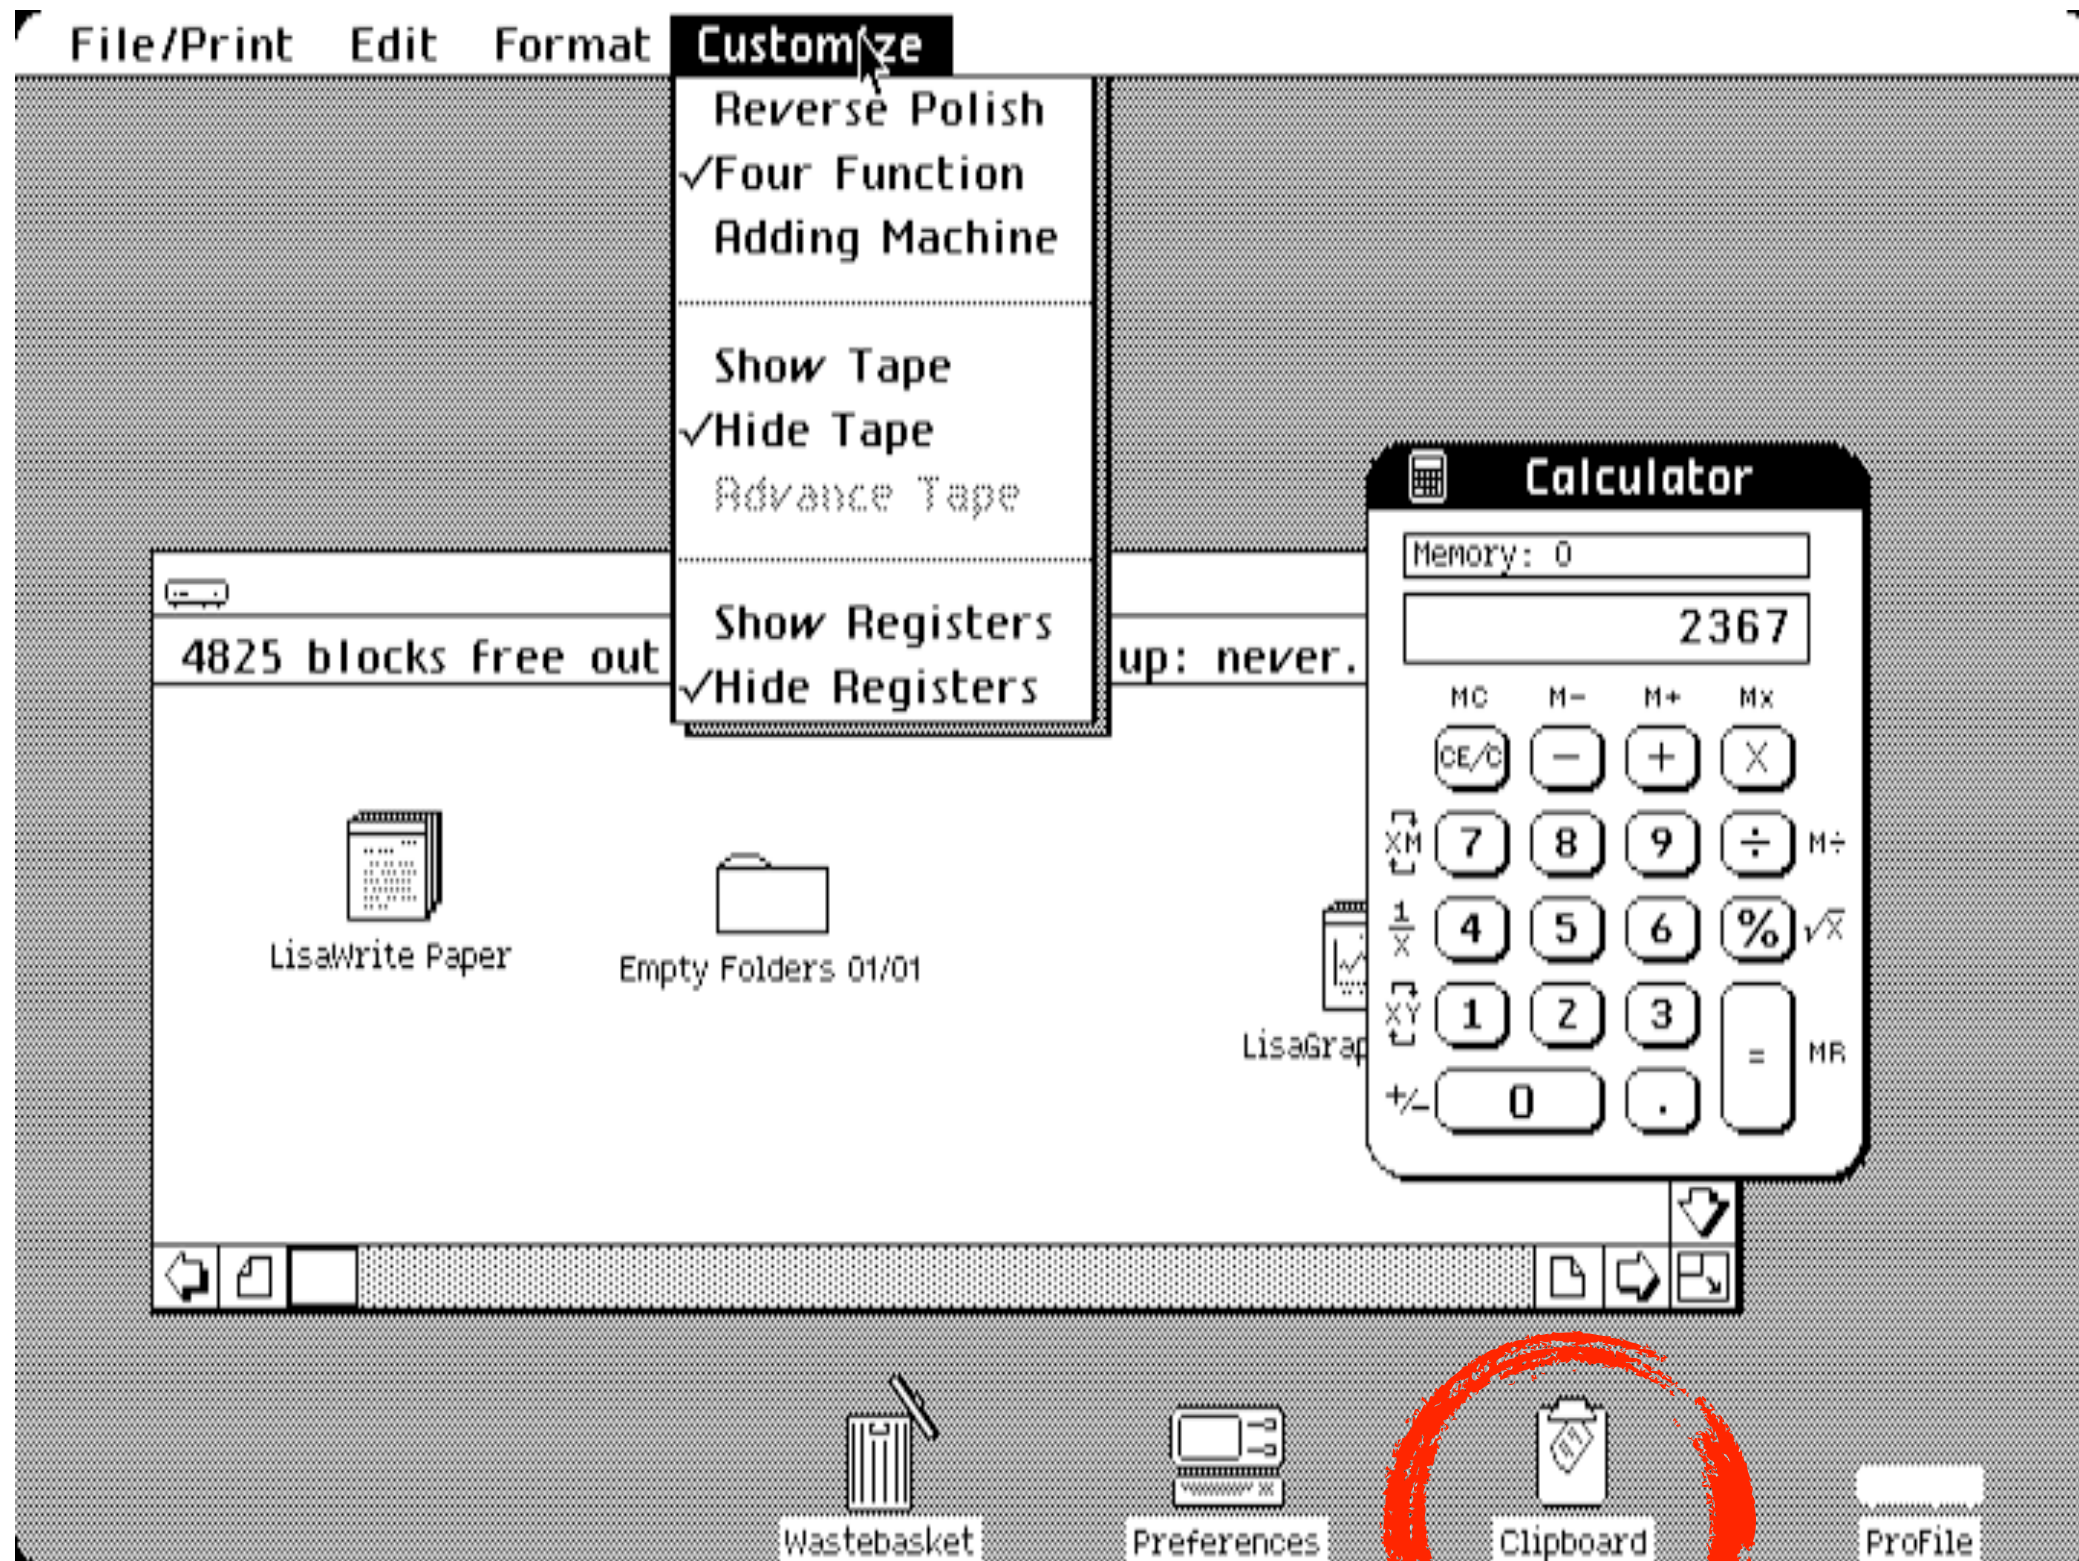 File/Print Edit Format Customize
Reverse Polish
✓Four Function
Adding Machine
Show Tape
✓Hide Tape
Advance Tape
Show Registers
✓Hide Registers
4825 blocks free out
up: never.
LisaWrite Paper
Empty Folders 01/01
LisaGrap
Calculator
Memory: 0
2367
MC M- M+ Mx
CE/C - + X
XM 7 8 9 ÷ M÷
1/X 4 5 6 % √X
XY 1 2 3 = MR
+/- 0 .
Wastebasket
Preferences
Clipboard
ProFile